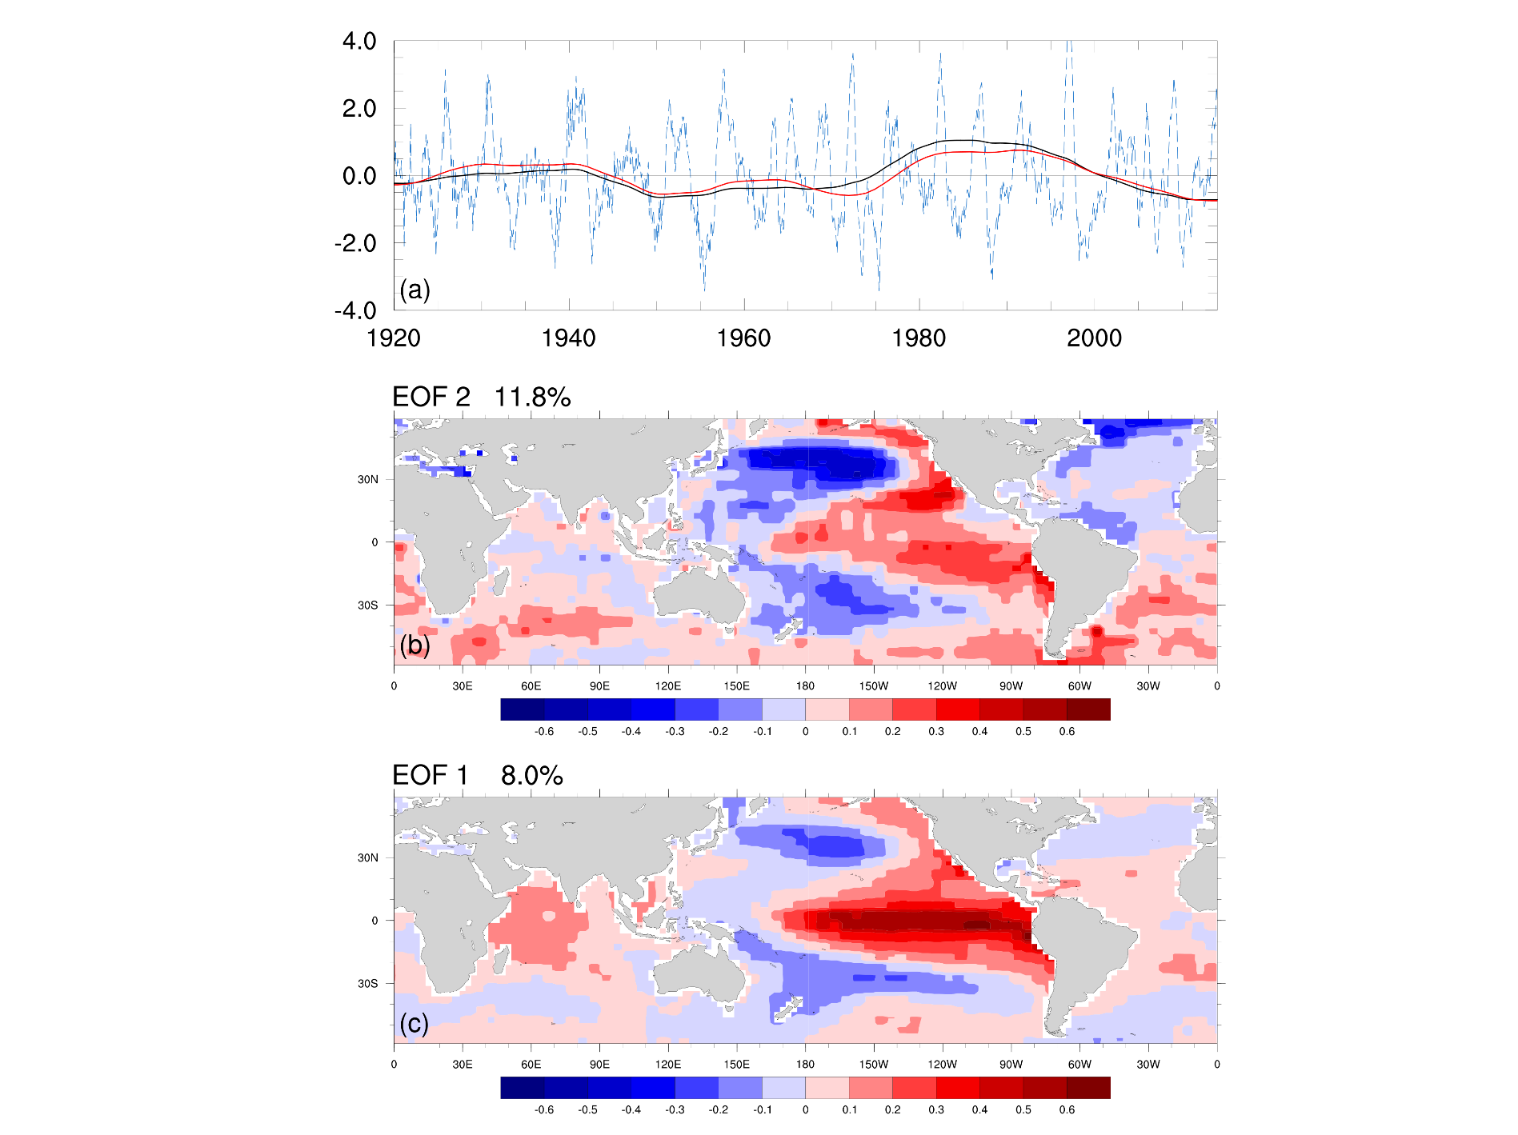 4.0
2.0
0.0
-2.0
-4.0
(a)
1920 1940 1960 1980 2000
EOF 2 11.8%
30N
0
30S
(b)
0 30E 60E 90E 120E 150E 180 150W 120W 90W 60W 30W 0
-0.6 -0.5 -0.4 -0.3 -0.2 -0.1 0 0.1 0.2 0.3 0.4 0.5 0.6
EOF 1 8.0%
30N
0
30S
(c)
0 30E 60E 90E 120E 150E 180 150W 120W 90W 60W 30W 0
-0.6 -0.5 -0.4 -0.3 -0.2 -0.1 0 0.1 0.2 0.3 0.4 0.5 0.6